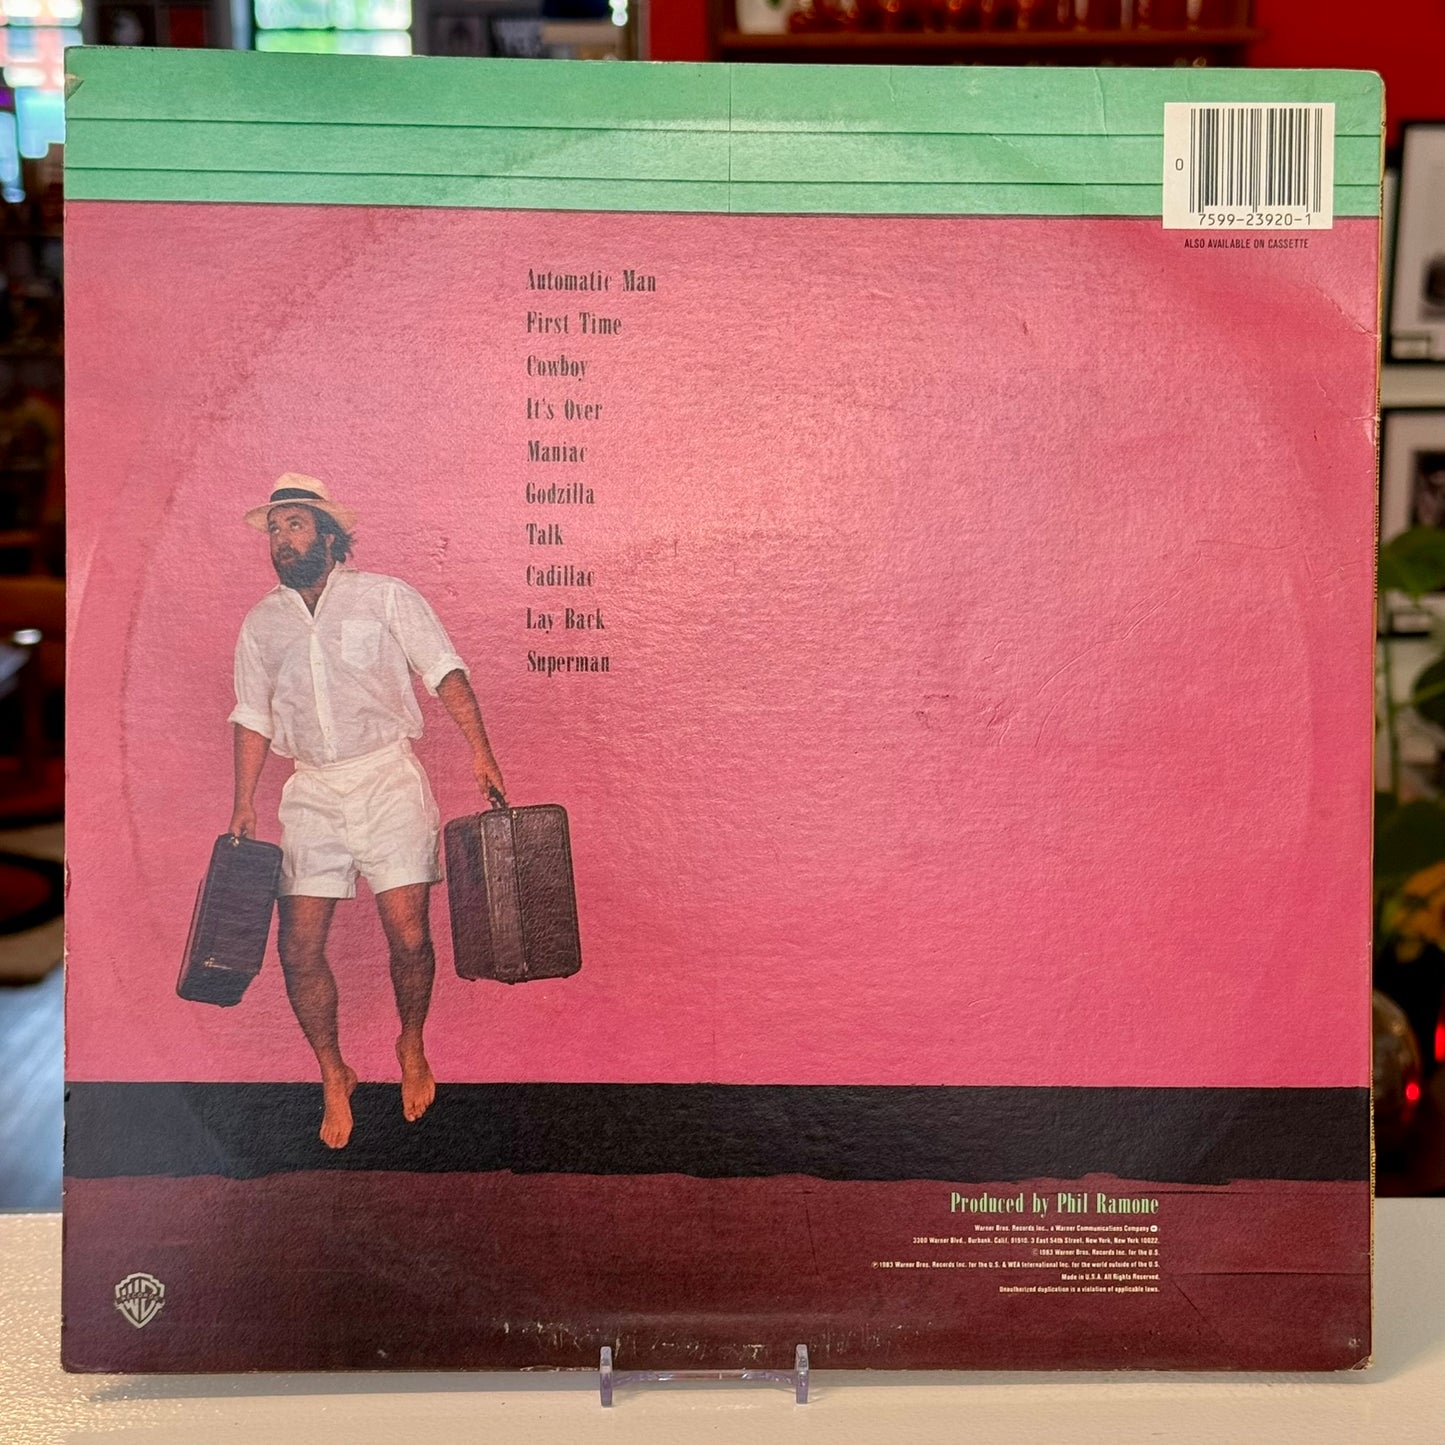 0
7599-23920-1
ALSO AVAILABLE ON CASSETTE
Automatic Man
First Time
Cowboy
It's Over
Maniac
Godzilla
Talk
Cadillac
Lay Back
Superman
Produced by Phil Ramone
Warner Bros. Records Inc., a Warner Communications Company
3300 Warner Blvd., Burbank, Calif. 91510. 3 East 54th Street, New York, New York 10022.
© 1983 Warner Bros. Records Inc. for the U.S.
℗ 1983 Warner Bros. Records Inc. for the U.S. & WEA International Inc. for the world outside of the U.S.
Made in U.S.A. All Rights Reserved.
Unauthorized duplication is a violation of applicable laws.